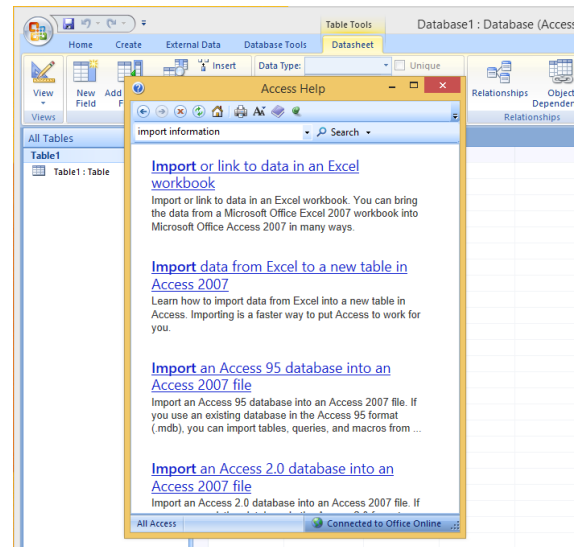 Table Tools
Database1 : Database (Access
Home
Create
External Data
Database Tools
Datasheet
Insert
Data Type:
Unique
View
New
Field
Add
Relationships
Object
Views
Relationships
Access Help
import information
Search
All Tables
Table1
Table1 : Table
Import or link to data in an Excel
workbook
Import or link to data in an Excel workbook. You can bring
the data from a Microsoft Office Excel 2007 workbook into
Microsoft Office Access 2007 in many ways.
Import data from Excel to a new table in
Access 2007
Learn how to import data from Excel into a new table in
Access. Importing is a faster way to put Access to work for
you.
Import an Access 95 database into an
Access 2007 file
Import an Access 95 database into an Access 2007 file. If
you use an existing database in the Access 95 format
(.mdb), you can import tables, queries, and macros from ...
Import an Access 2.0 database into an
Access 2007 file
Import an Access 2.0 database into an Access 2007 file. If
All Access
Connected to Office Online